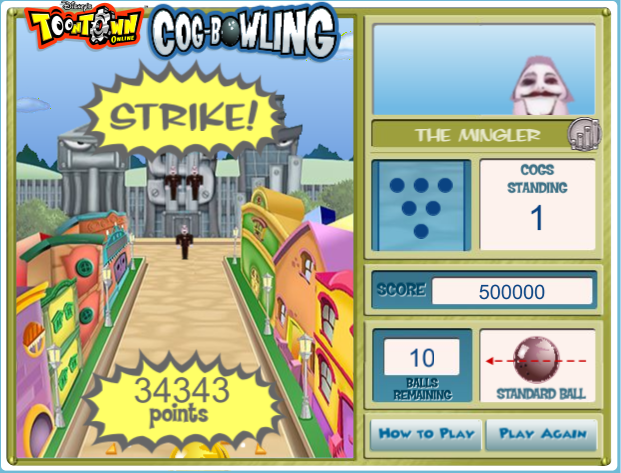 Disney's
TOONTOWN
ONLINE
COG-BOWLING
STRIKE!
THE MINGLER
COGS
STANDING
1
SCORE 500000
10
BALLS
REMAINING
STANDARD BALL
34343
points
HOW TO PLAY
PLAY AGAIN